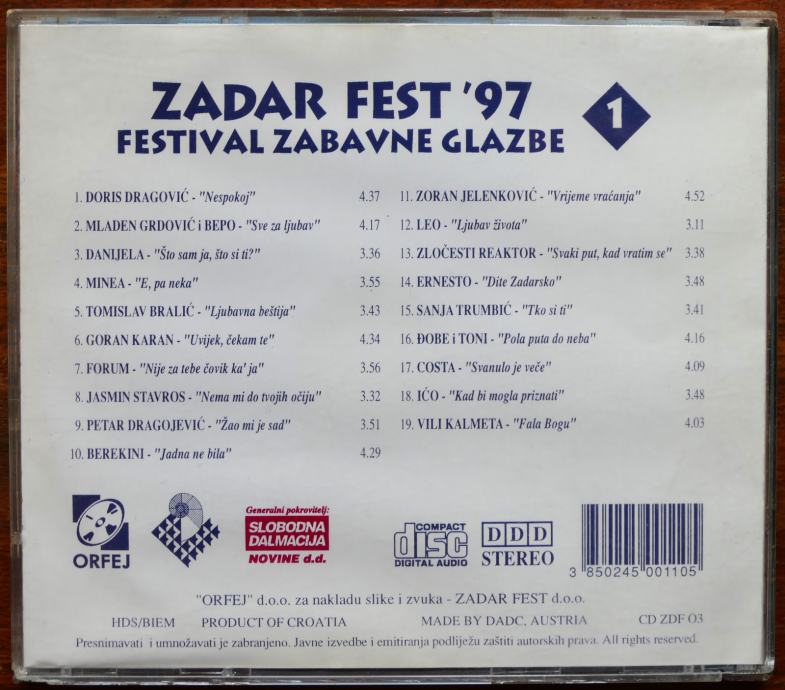 ZADAR FEST '97
FESTIVAL ZABAVNE GLAZBE
1
1. DORIS DRAGOVIĆ - "Nespokoj" 4.37
2. MLADEN GRDOVIĆ i BEPO - "Sve za ljubav" 4.17
3. DANIJELA - "Što sam ja, što si ti?" 3.36
4. MINEA - "E, pa neka" 3.55
5. TOMISLAV BRALIĆ - "Ljubavna beštija" 3.43
6. GORAN KARAN - "Uvijek, čekam te" 4.34
7. FORUM - "Nije za tebe čovik ka' ja" 3.56
8. JASMIN STAVROS - "Nema mi do tvojih očiju" 3.32
9. PETAR DRAGOJEVIĆ - "Žao mi je sad" 3.51
10. BEREKINI - "Jadna ne bila" 4.29
11. ZORAN JELENKOVIĆ - "Vrijeme vraćanja" 4.52
12. LEO - "Ljubav života" 3.11
13. ZLOČESTI REAKTOR - "Svaki put, kad vratim se" 3.38
14. ERNESTO - "Dite Zadarsko" 3.48
15. SANJA TRUMBIĆ - "Tko si ti" 3.41
16. ĐOBE i TONI - "Pola puta do neba" 4.16
17. COSTA - "Svanulo je veče" 4.09
18. IĆO - "Kad bi mogla priznati" 3.48
19. VILI KALMETA - "Fala Bogu" 4.03
ORFEJ
Generalni pokrovitelj:
SLOBODNA
DALMACIJA
NOVINE d.d.
COMPACT
disc
DIGITAL AUDIO
DDD
STEREO
3 850245 001105
"ORFEJ" d.o.o. za nakladu slike i zvuka - ZADAR FEST d.o.o.
HDS/BIEM PRODUCT OF CROATIA MADE BY DADC, AUSTRIA CD ZDF O3
Presnimavati i umnožavati je zabranjeno. Javne izvedbe i emitiranja podliježu zaštiti autorskih prava. All rights reserved.